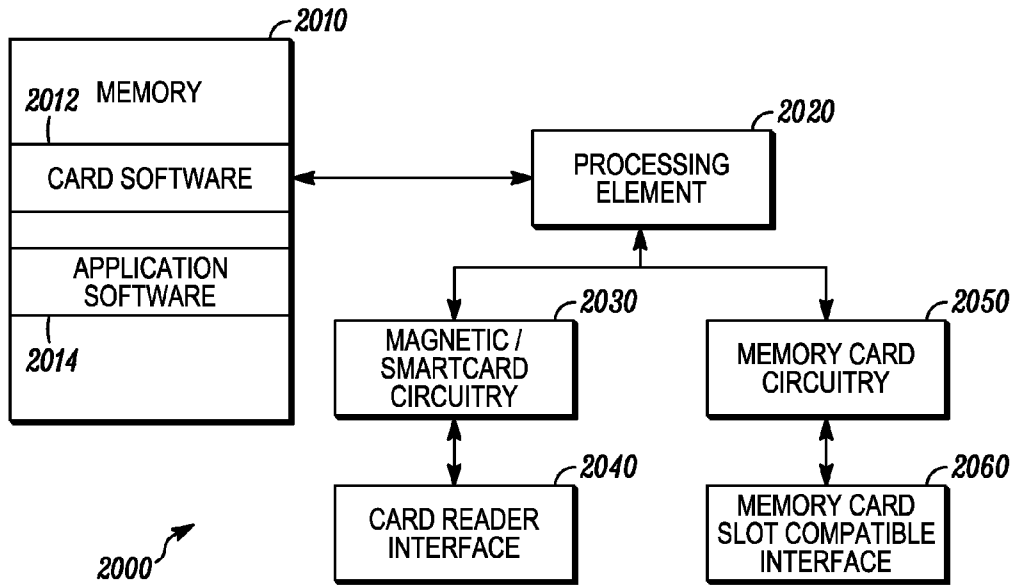 2010
MEMORY
2012
CARD SOFTWARE
APPLICATION
SOFTWARE
2014
2020
PROCESSING
ELEMENT
2030
MAGNETIC /
SMARTCARD
CIRCUITRY
2050
MEMORY CARD
CIRCUITRY
2040
CARD READER
INTERFACE
2060
MEMORY CARD
SLOT COMPATIBLE
INTERFACE
2000